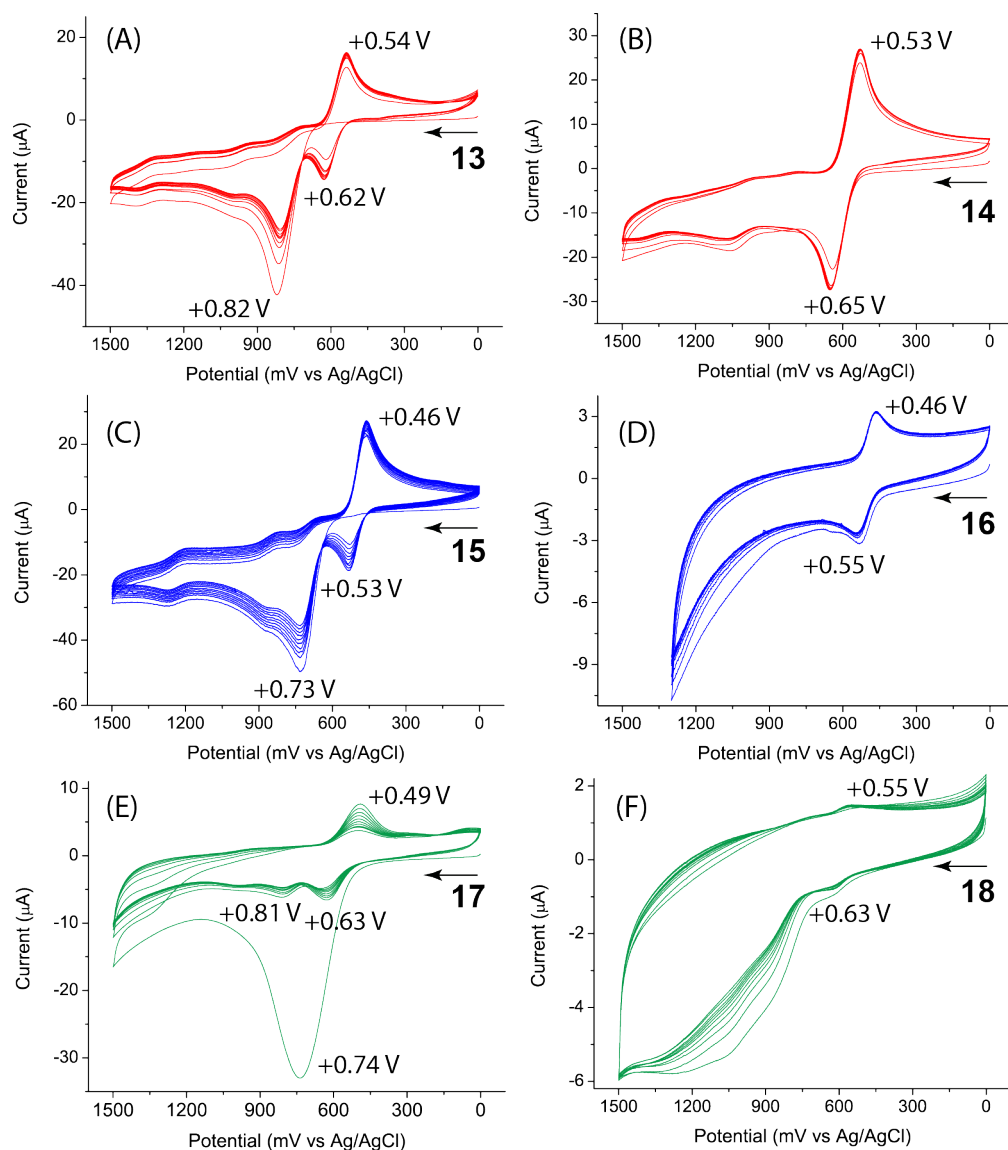 (A)
+0.54 V
20
0
-20
-40
Current (µA)
13
+0.62 V
+0.82 V
1500 1200 900 600 300 0
Potential (mV vs Ag/AgCl)
(B)
+0.53 V
30
20
10
0
-10
-20
-30
Current (µA)
14
+0.65 V
1500 1200 900 600 300 0
Potential (mV vs Ag/AgCl)
(C)
+0.46 V
20
0
-20
-40
-60
Current (µA)
15
+0.53 V
+0.73 V
1500 1200 900 600 300 0
Potential (mV vs Ag/AgCl)
(D)
+0.46 V
3
0
-3
-6
-9
Current (µA)
16
+0.55 V
1500 1200 900 600 300 0
Potential (mV vs Ag/AgCl)
(E)
+0.49 V
10
0
-10
-20
-30
Current (µA)
17
+0.81 V
+0.63 V
+0.74 V
1500 1200 900 600 300 0
Potential (mV vs Ag/AgCl)
(F)
+0.55 V
2
0
-2
-4
-6
Current (µA)
18
+0.63 V
1500 1200 900 600 300 0
Potential (mV vs Ag/AgCl)